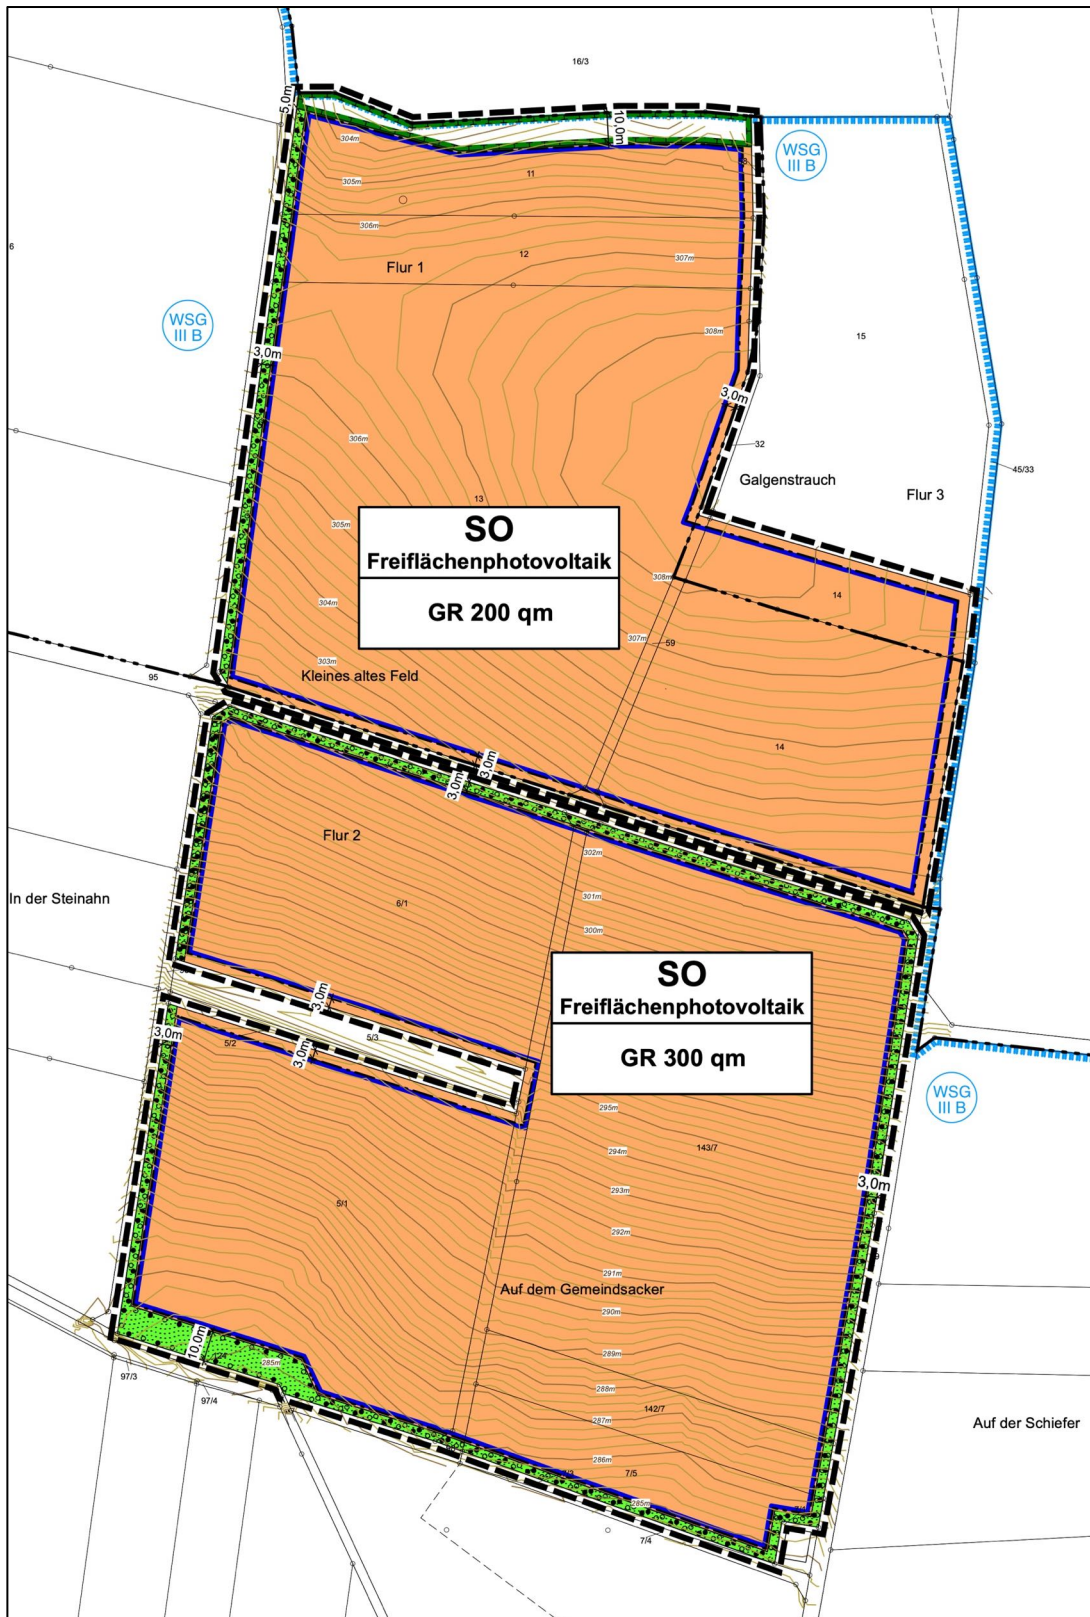 16/3
5,0m
10,0m
304m
WSG
III B
11
305m
306m
12
6
Flur 1
307m
WSG
III B
308m
15
3,0m
3,0m
306m
32
Galgenstrauch
Flur 3
45/33
13
305m
SO
Freiflächenphotovoltaik
GR 200 qm
308m
14
304m
307m
59
303m
Kleines altes Feld
95
14
3,0m
3,0m
Flur 2
302m
301m
In der Steinahn
6/1
300m
SO
Freiflächenphotovoltaik
GR 300 qm
3,0m
3,0m
5/3
5/2
3,0m
WSG
III B
295m
143/7
294m
3,0m
293m
5/1
292m
291m
Auf dem Gemeindsacker
290m
10,0m
289m
285m
97/3
288m
97/4
142/7
287m
Auf der Schiefer
286m
7/5
285m
7/4